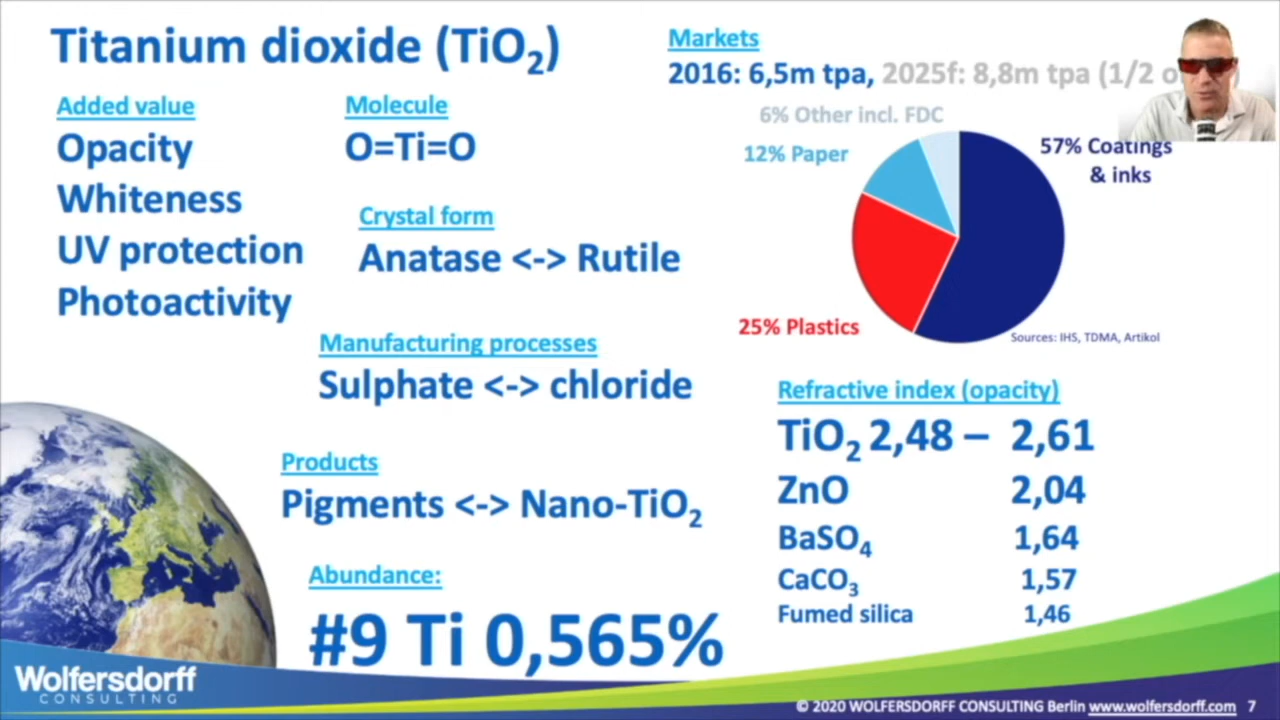 Titanium dioxide (TiO₂)
Added value
Opacity
Whiteness
UV protection
Photoactivity
Molecule
O=Ti=O
Crystal form
Anatase <-> Rutile
Manufacturing processes
Sulphate <-> chloride
Products
Pigments <-> Nano-TiO₂
Abundance:
#9 Ti 0,565%
Markets
2016: 6,5m tpa, 2025f: 8,8m tpa (1/2
6% Other incl. FDC
12% Paper
57% Coatings
& inks
25% Plastics
Sources: IHS, TDMA, Artikol
Refractive index (opacity)
TiO₂ 2,48 – 2,61
ZnO 2,04
BaSO₄ 1,64
CaCO₃ 1,57
Fumed silica 1,46
Wolfersdorff
CONSULTING
© 2020 WOLFERSDORFF CONSULTING Berlin www.wolfersdorff.com 7